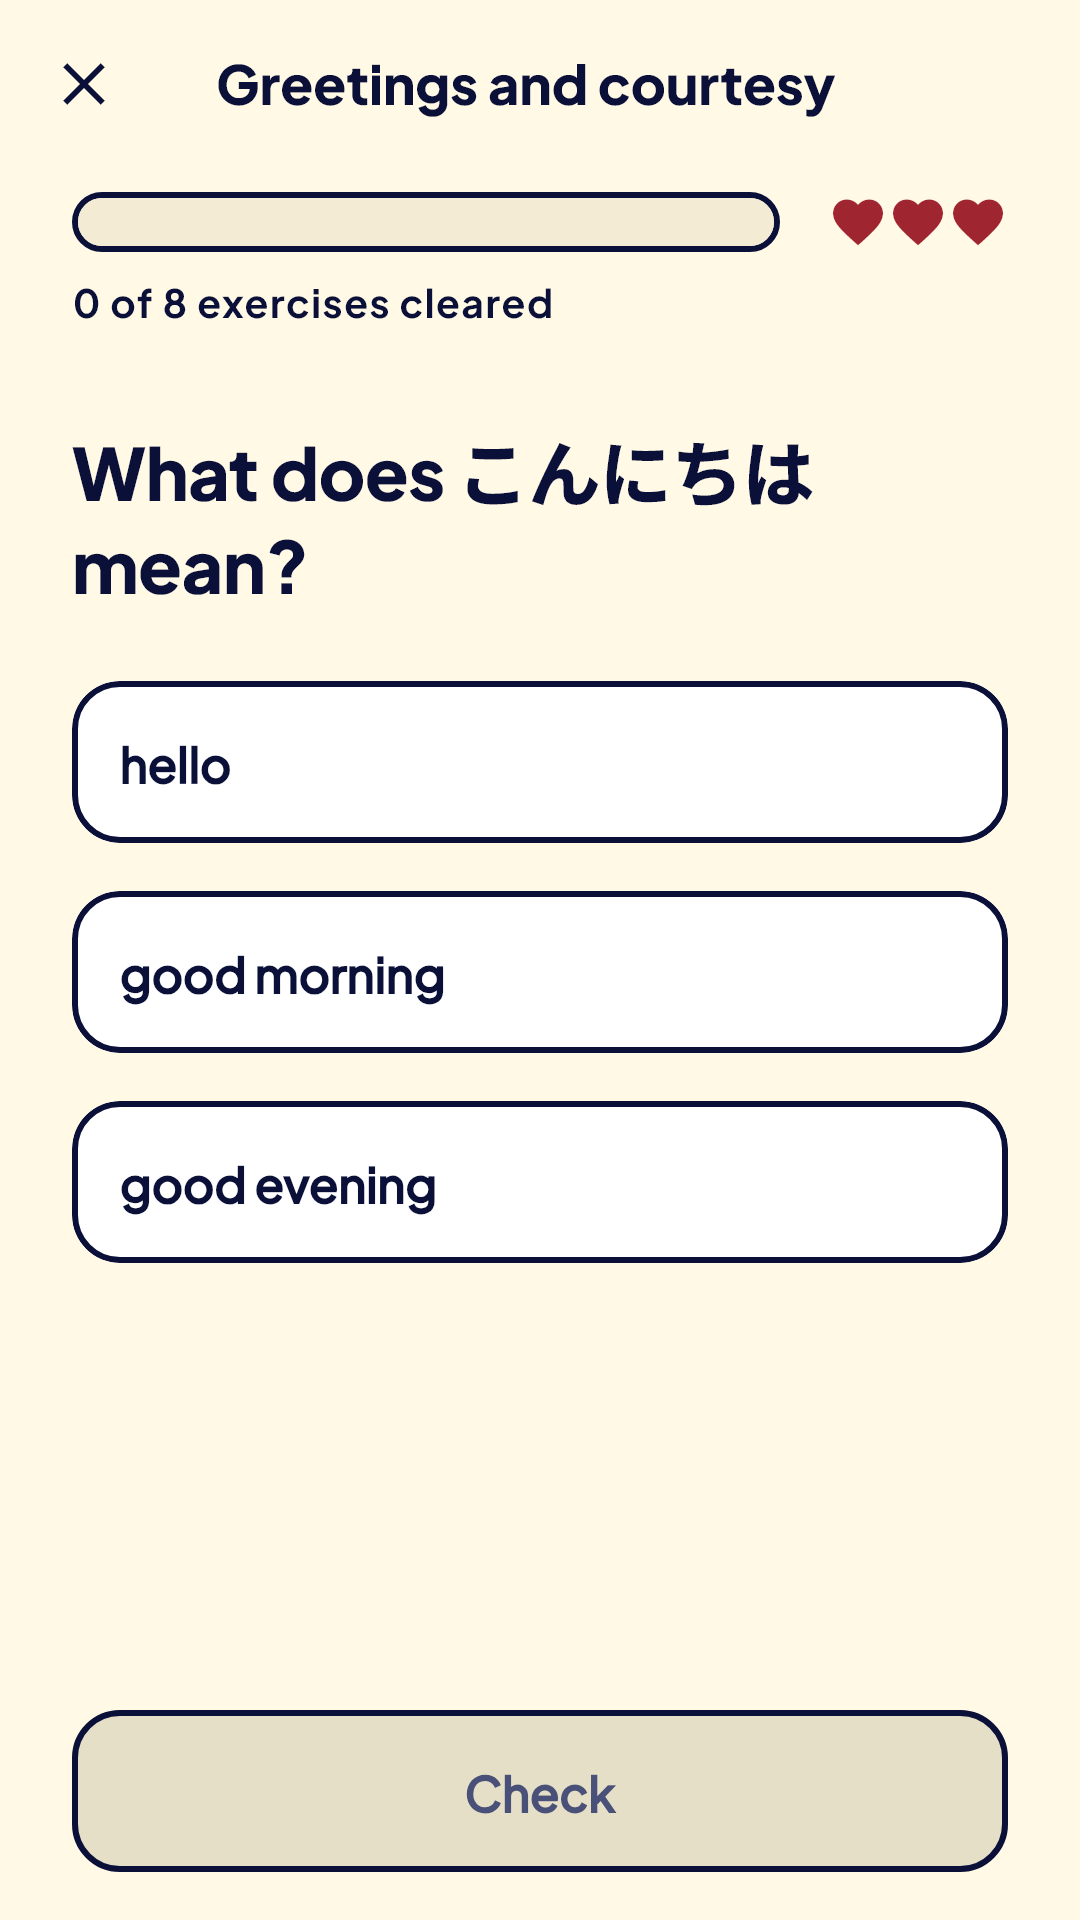 Greetings and courtesy
0 of 8 exercises cleared
What does こんにちは
mean?
hello
good morning
good evening
Check